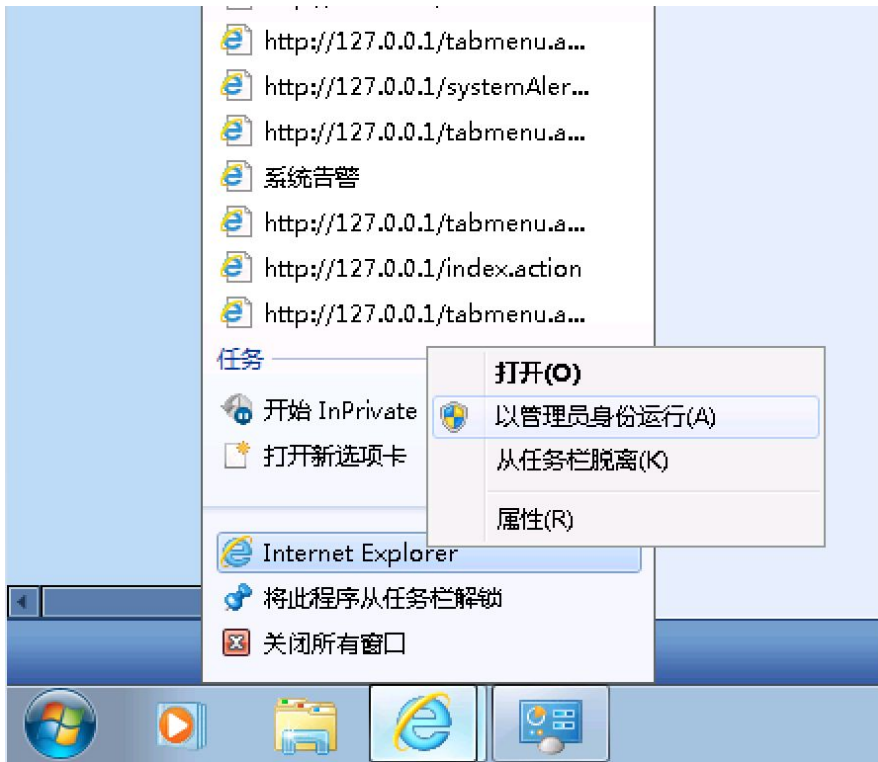 http://127.0.0.1/tabmenu.a...
http://127.0.0.1/systemAler...
http://127.0.0.1/tabmenu.a...
系统告警
http://127.0.0.1/tabmenu.a...
http://127.0.0.1/index.action
http://127.0.0.1/tabmenu.a...
任务
开始 InPrivate
打开新选项卡
打开(O)
以管理员身份运行(A)
从任务栏脱离(K)
属性(R)
Internet Explorer
将此程序从任务栏解锁
关闭所有窗口